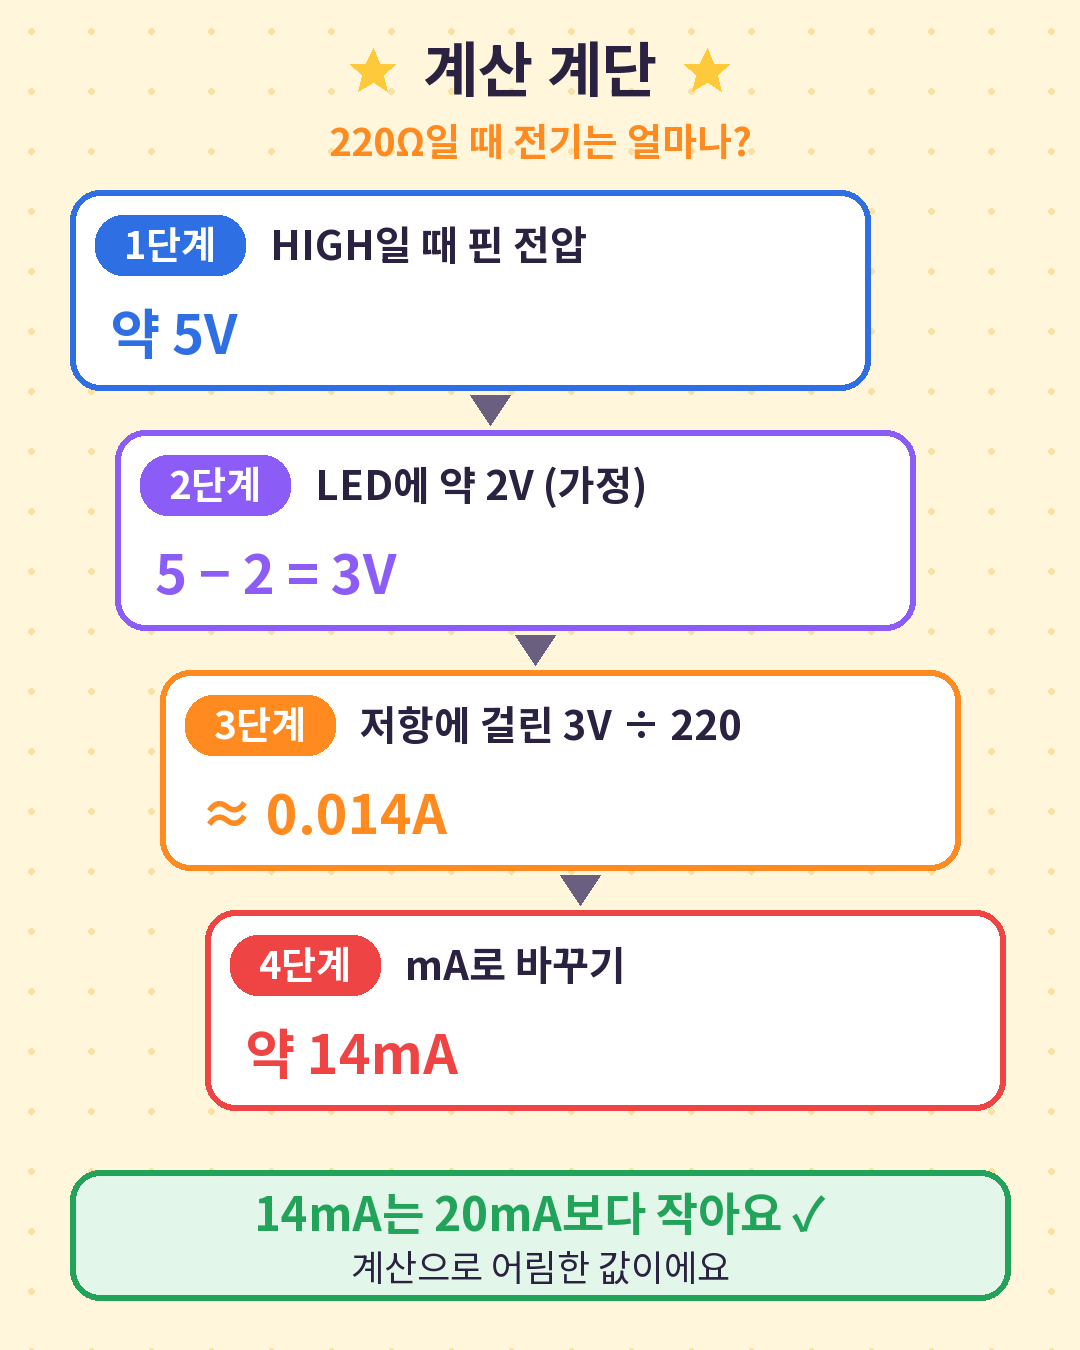 계산 계단
220Ω일 때 전기는 얼마나?
1단계 HIGH일 때 핀 전압
약 5V
2단계 LED에 약 2V (가정)
5 − 2 = 3V
3단계 저항에 걸린 3V ÷ 220
≈ 0.014A
4단계 mA로 바꾸기
약 14mA
14mA는 20mA보다 작아요 ✓
계산으로 어림한 값이에요